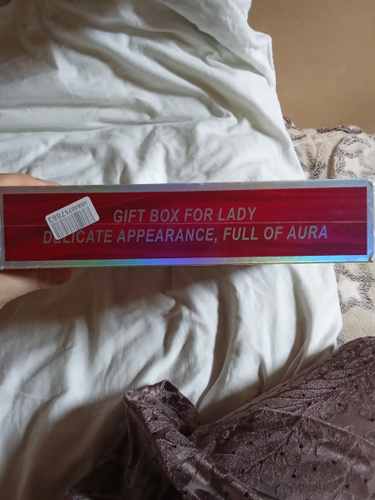 GIFT BOX FOR LADY
DELICATE APPEARANCE, FULL OF AURA